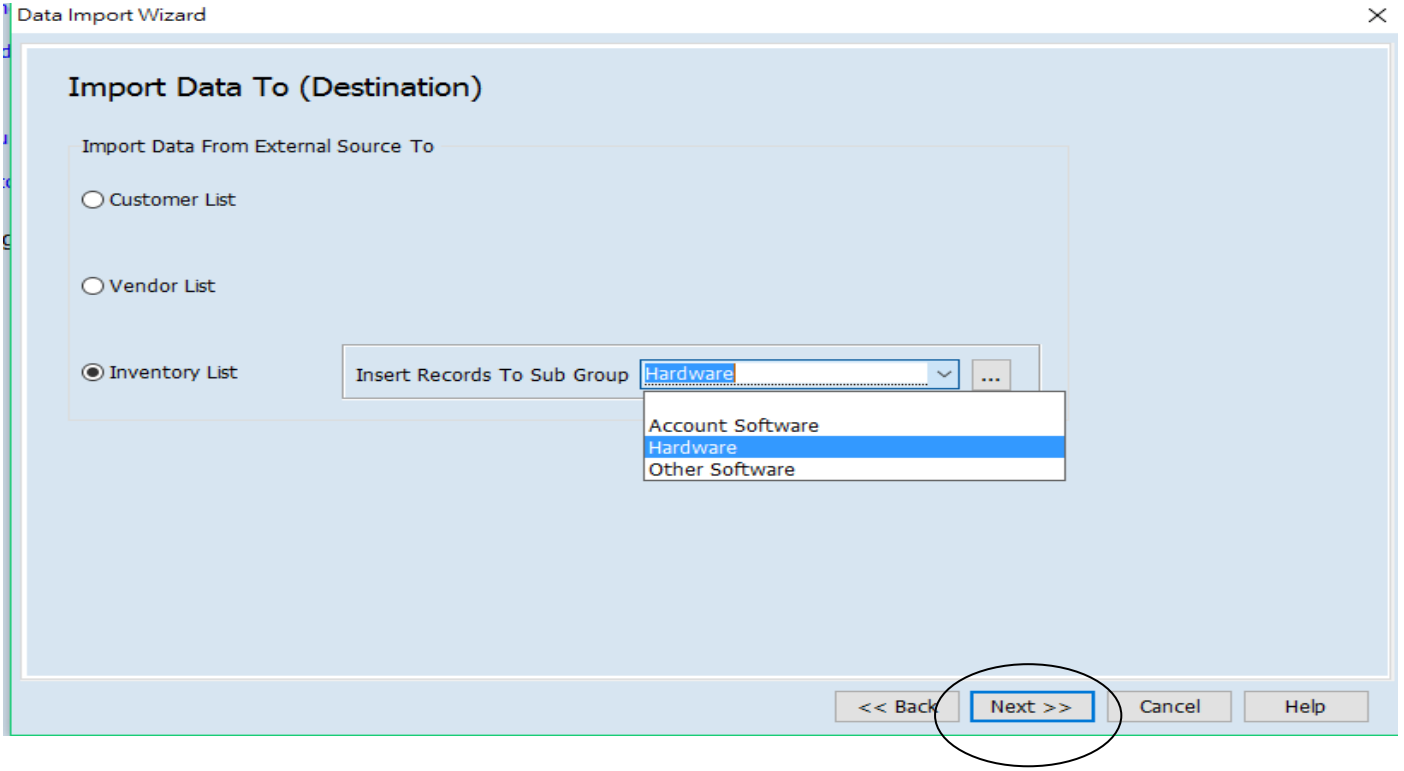 Data Import Wizard
Import Data To (Destination)
Import Data From External Source To
Customer List
Vendor List
Inventory List
Insert Records To Sub Group Hardware ...
Account Software
Hardware
Other Software
<< Back Next >> Cancel Help